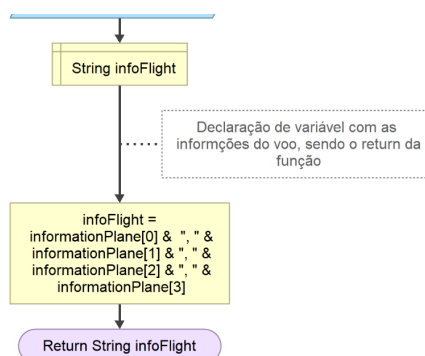 String infoFlight
Declaração de variável com as
informções do voo, sendo o return da
função
infoFlight =
informationPlane[0] & ", " &
informationPlane[1] & ", " &
informationPlane[2] & ", " &
informationPlane[3]
Return String infoFlight